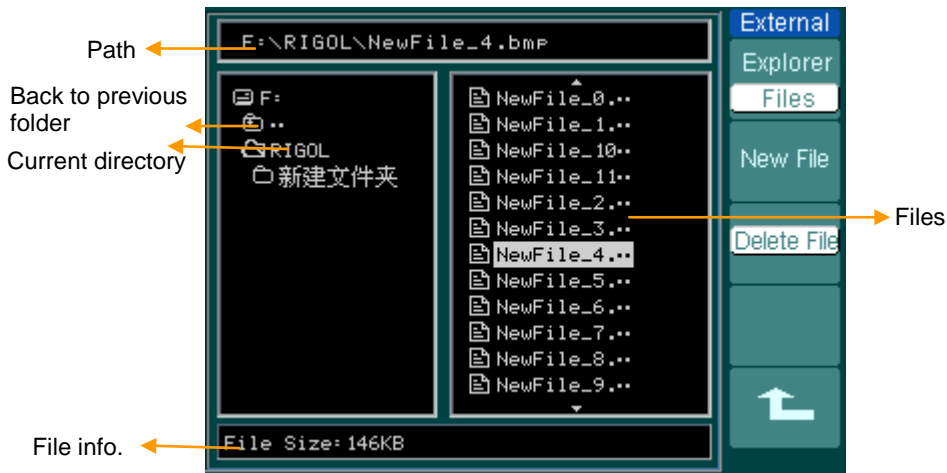 Path
F:\RIGOL\NewFile_4.bmp
Back to previous
folder
Current directory
F:
..
RIGOL
新建文件夹
NewFile_0.··
NewFile_1.··
NewFile_10··
NewFile_11··
NewFile_2.··
NewFile_3.··
NewFile_4.··
NewFile_5.··
NewFile_6.··
NewFile_7.··
NewFile_8.··
NewFile_9.··
Files
File info.
File Size: 146KB
External
Explorer
Files
New File
Delete File